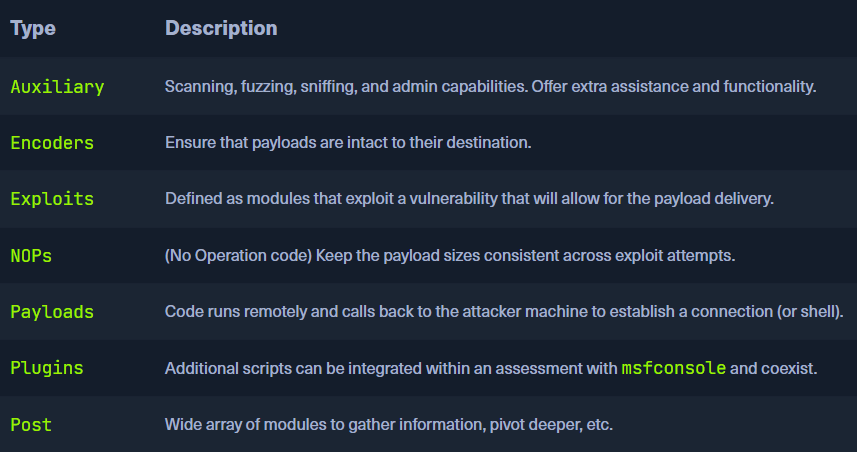 Type Description
Auxiliary Scanning, fuzzing, sniffing, and admin capabilities. Offer extra assistance and functionality.
Encoders Ensure that payloads are intact to their destination.
Exploits Defined as modules that exploit a vulnerability that will allow for the payload delivery.
NOPs (No Operation code) Keep the payload sizes consistent across exploit attempts.
Payloads Code runs remotely and calls back to the attacker machine to establish a connection (or shell).
Plugins Additional scripts can be integrated within an assessment with msfconsole and coexist.
Post Wide array of modules to gather information, pivot deeper, etc.